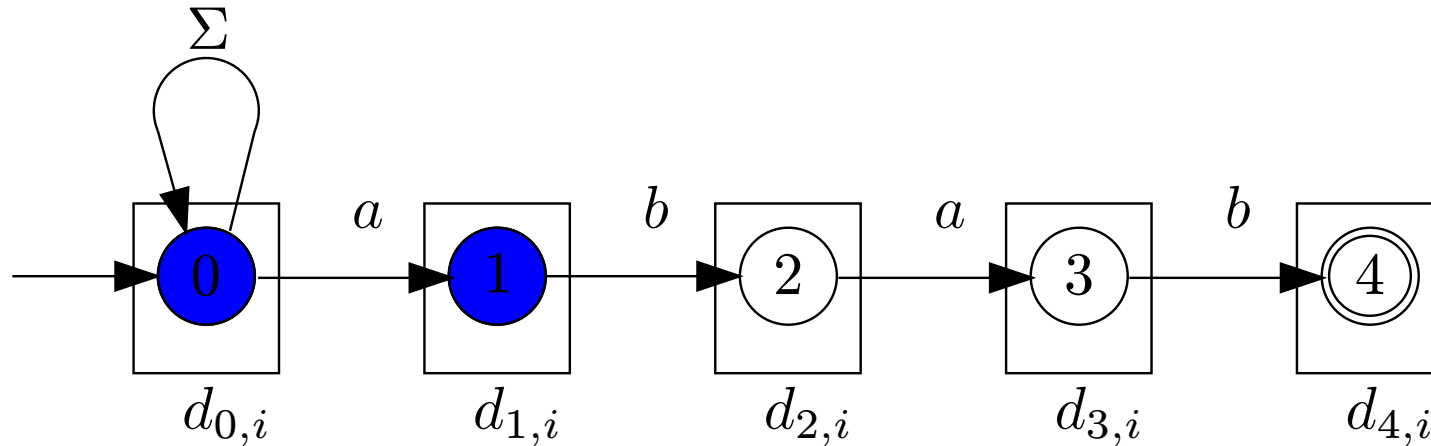 Σ
a b a b
0 1 2 3 4
d_{0,i} d_{1,i} d_{2,i} d_{3,i} d_{4,i}